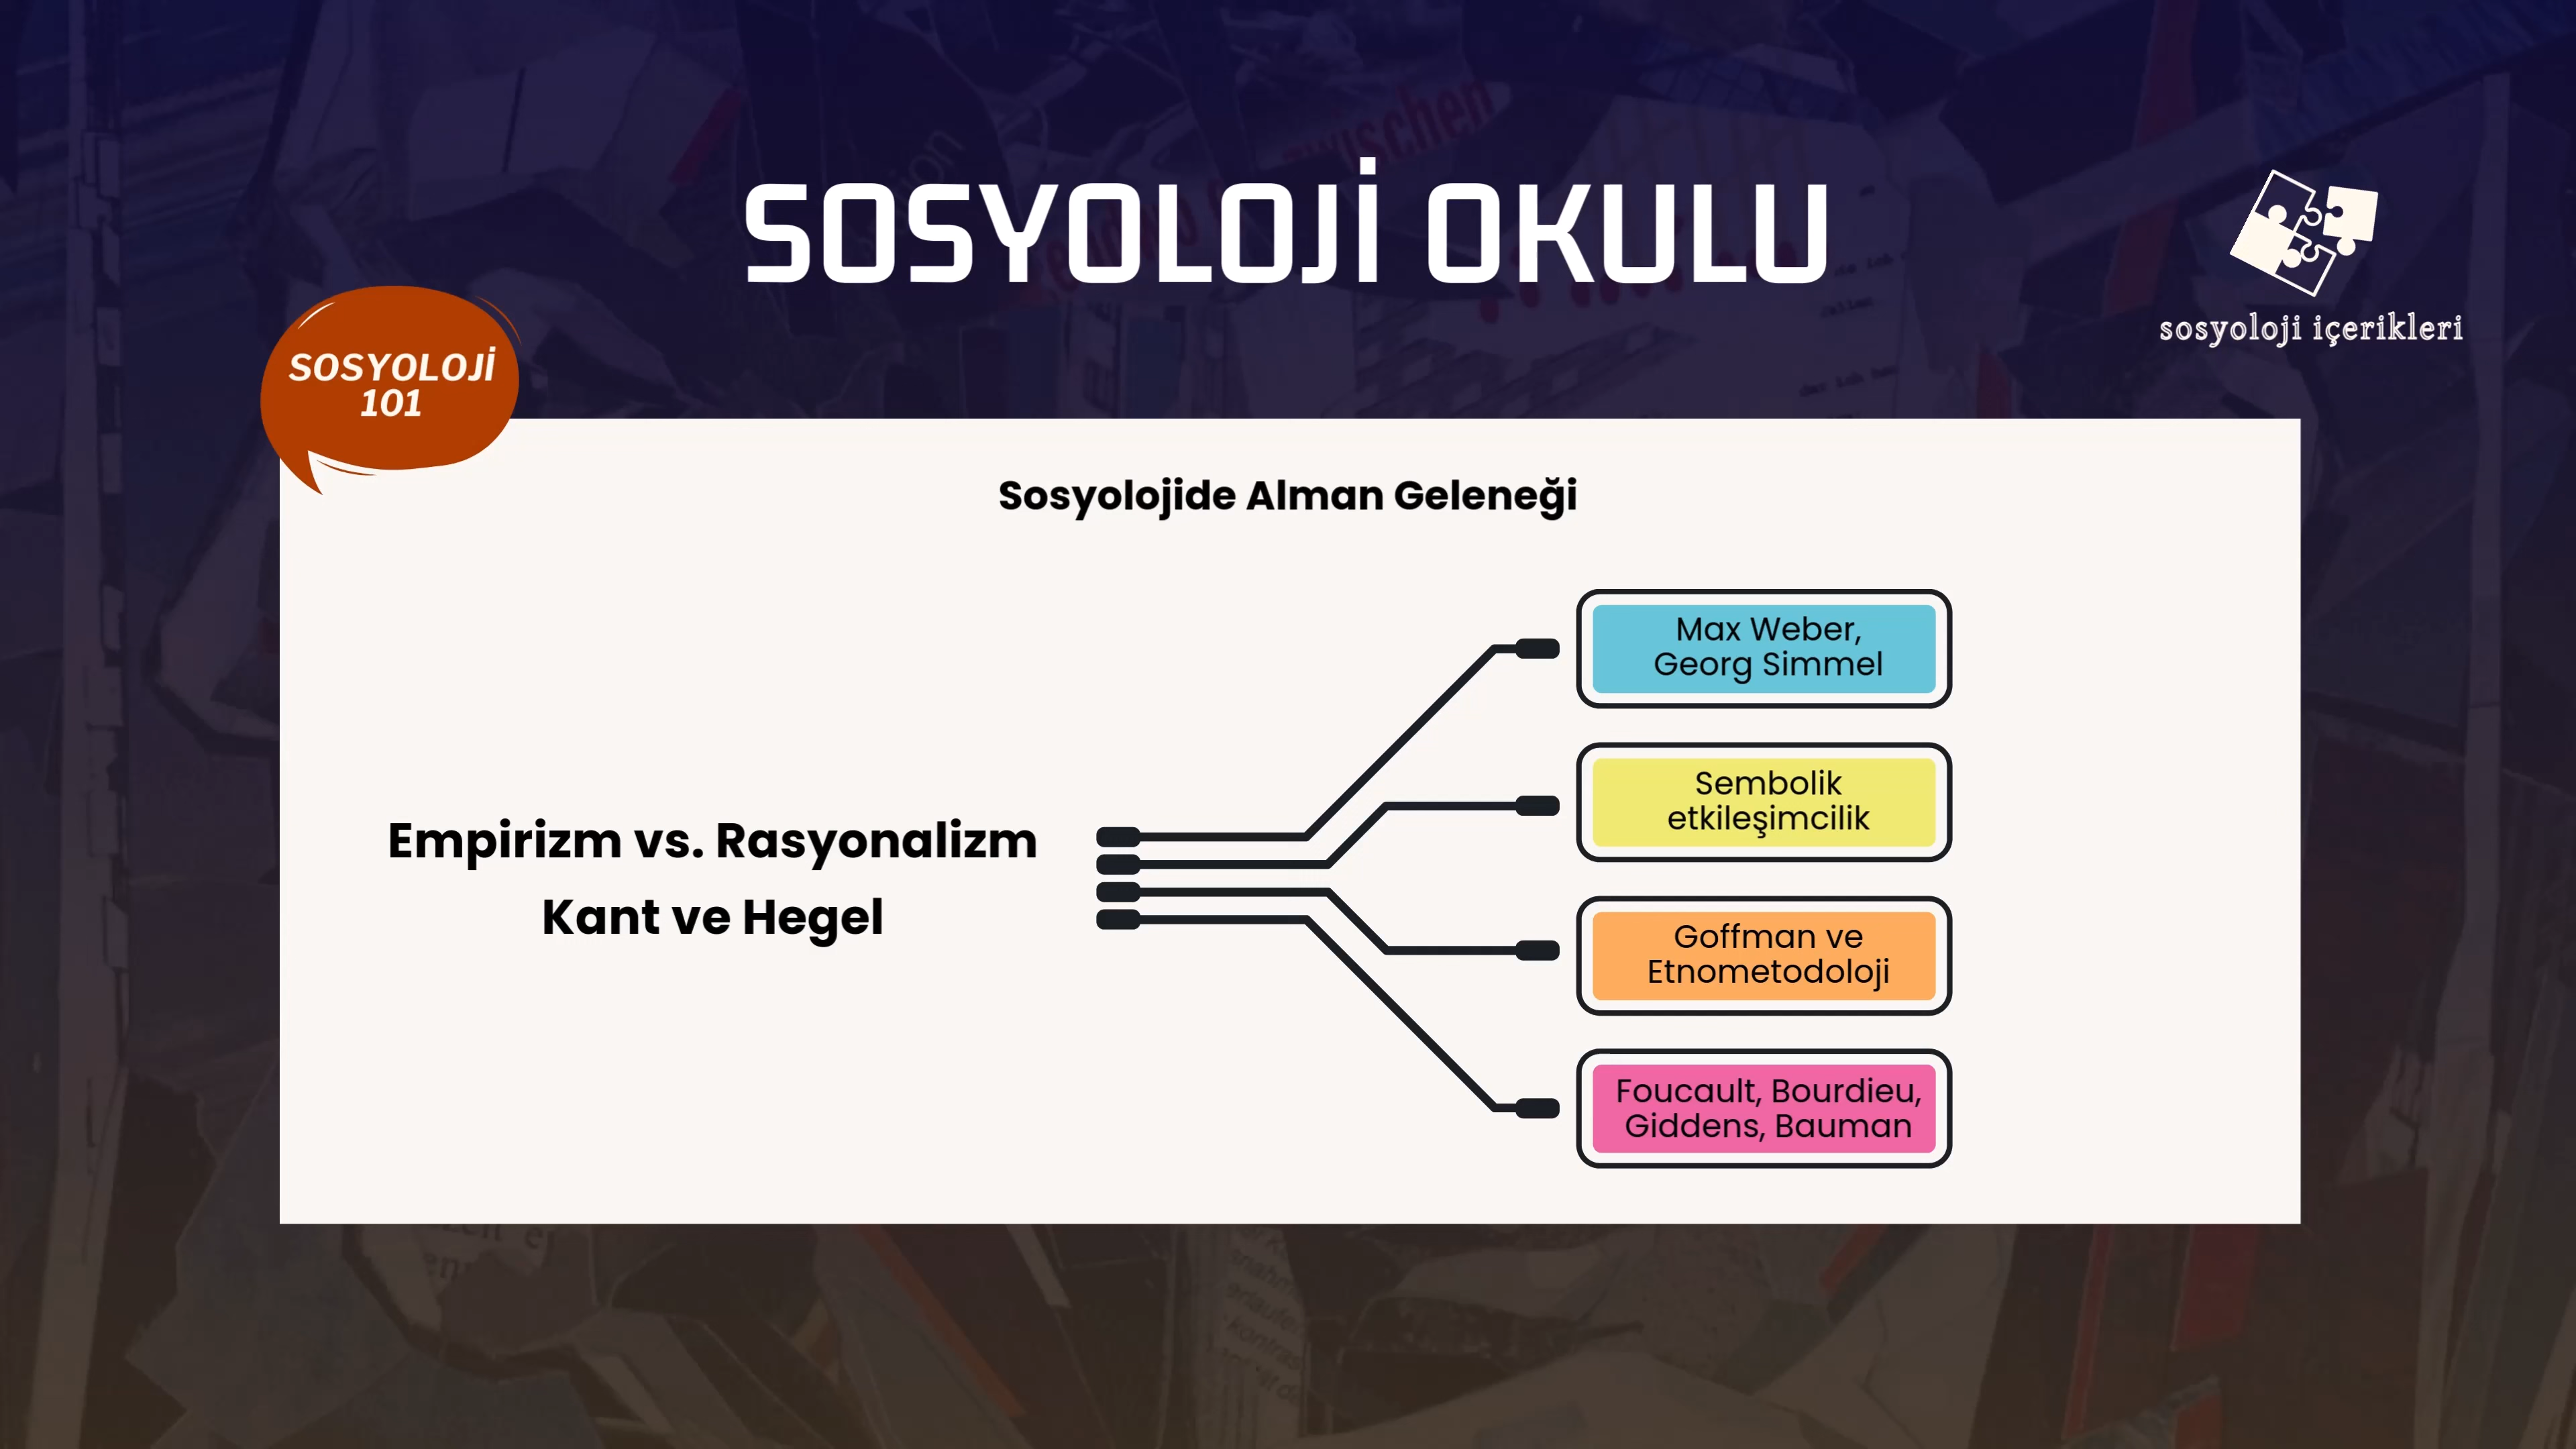 SOSYOLOJİ OKULU
sosyoloji içerikleri
SOSYOLOJİ
101
Sosyolojide Alman Geleneği
Empirizm vs. Rasyonalizm
Kant ve Hegel
Max Weber,
Georg Simmel
Sembolik
etkileşimcilik
Goffman ve
Etnometodoloji
Foucault, Bourdieu,
Giddens, Bauman